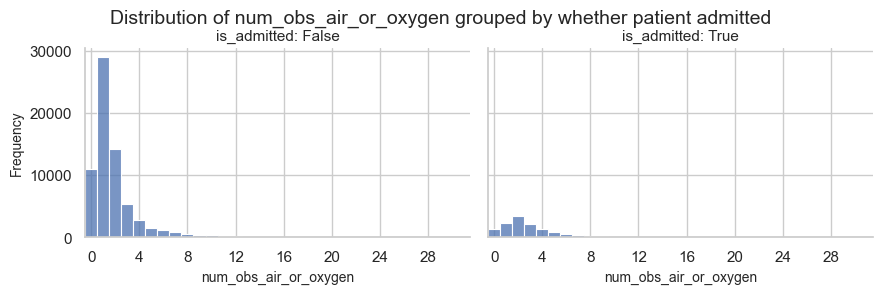 Distribution of num_obs_air_or_oxygen grouped by whether patient admitted
is_admitted: False
is_admitted: True
Frequency
30000
20000
10000
0
0 4 8 12 16 20 24 28
0 4 8 12 16 20 24 28
num_obs_air_or_oxygen
num_obs_air_or_oxygen